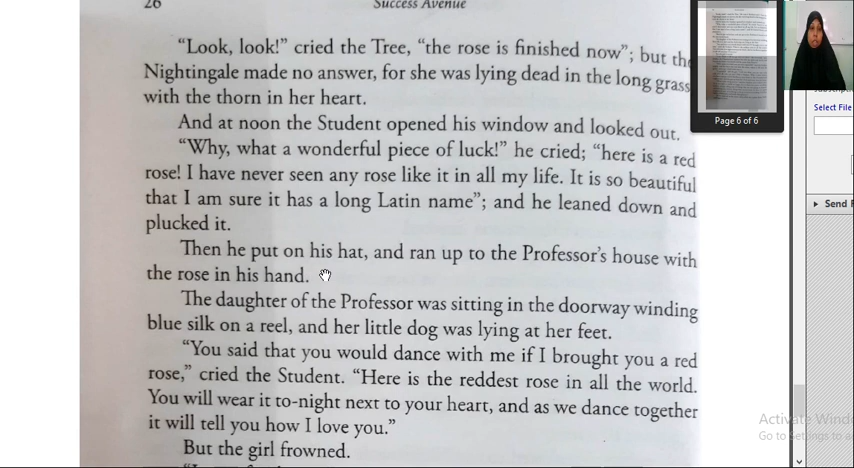 26
Success Avenue
"Look, look!" cried the Tree, "the rose is finished now"; but the
Nightingale made no answer, for she was lying dead in the long grass
with the thorn in her heart.
And at noon the Student opened his window and looked out.
"Why, what a wonderful piece of luck!" he cried; "here is a red
rose! I have never seen any rose like it in all my life. It is so beautiful
that I am sure it has a long Latin name"; and he leaned down and
plucked it.
Then he put on his hat, and ran up to the Professor's house with
the rose in his hand.
The daughter of the Professor was sitting in the doorway winding
blue silk on a reel, and her little dog was lying at her feet.
"You said that you would dance with me if I brought you a red
rose," cried the Student. "Here is the reddest rose in all the world.
You will wear it to-night next to your heart, and as we dance together
it will tell you how I love you."
But the girl frowned.
Page 6 of 6
Select File
Send
Activate Windo
Go to Settings to a